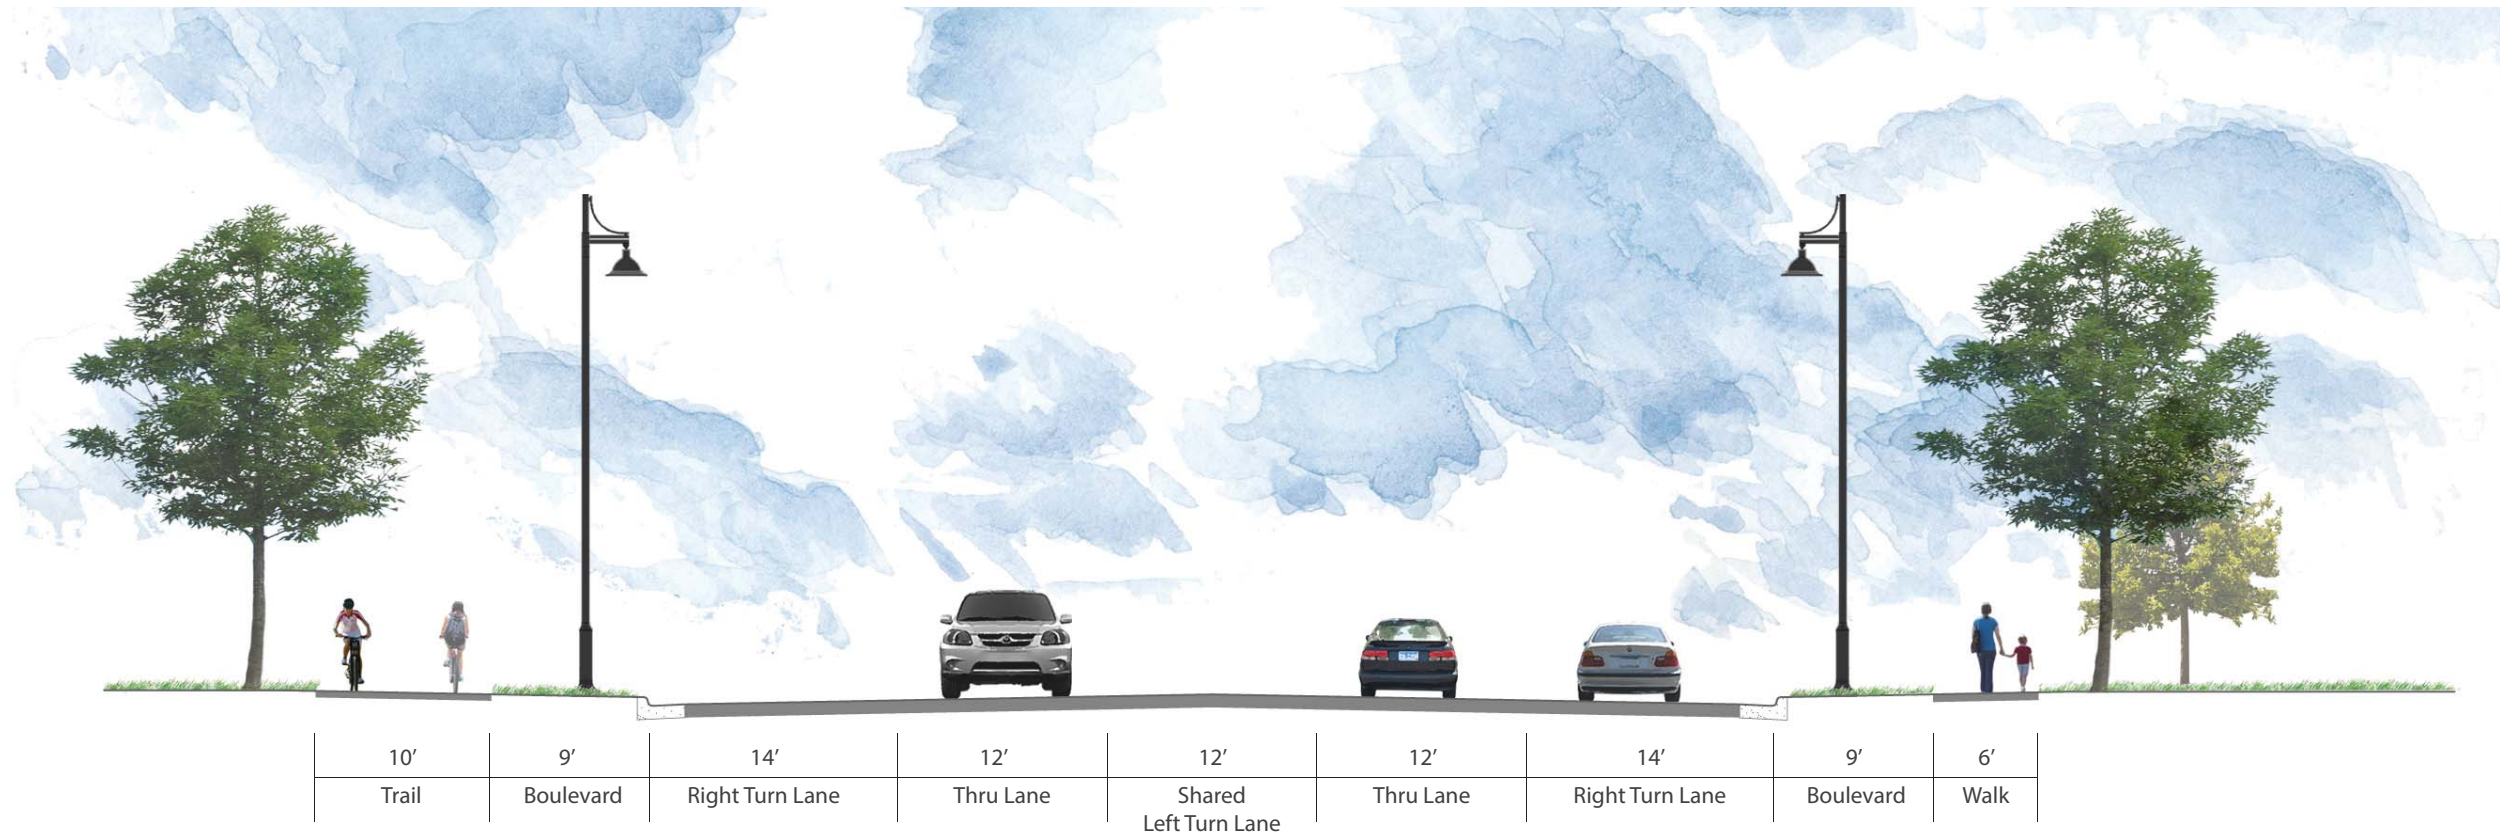 10’ 9’ 14’ 12’ 12’ 12’ 14’ 9’ 6’
Trail Boulevard Right Turn Lane Thru Lane Shared Thru Lane Right Turn Lane Boulevard Walk
Left Turn Lane